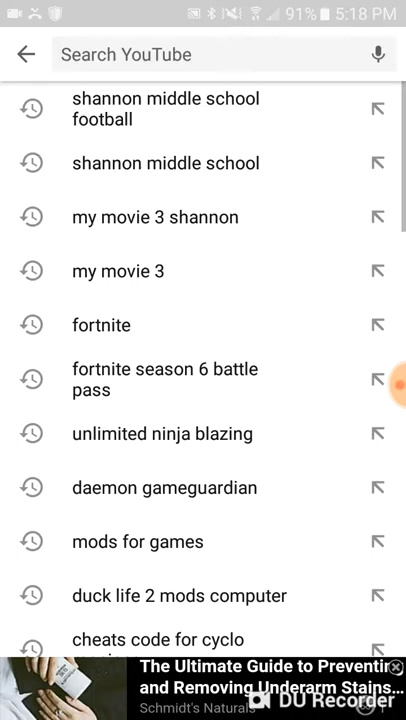 91% 5:18 PM
Search YouTube
shannon middle school
football
shannon middle school
my movie 3 shannon
my movie 3
fortnite
fortnite season 6 battle
pass
unlimited ninja blazing
daemon gameguardian
mods for games
duck life 2 mods computer
cheats code for cyclo
The Ultimate Guide to Preventin
and Removing Underarm Stains...
Schmidt's Naturals
DU Recorder